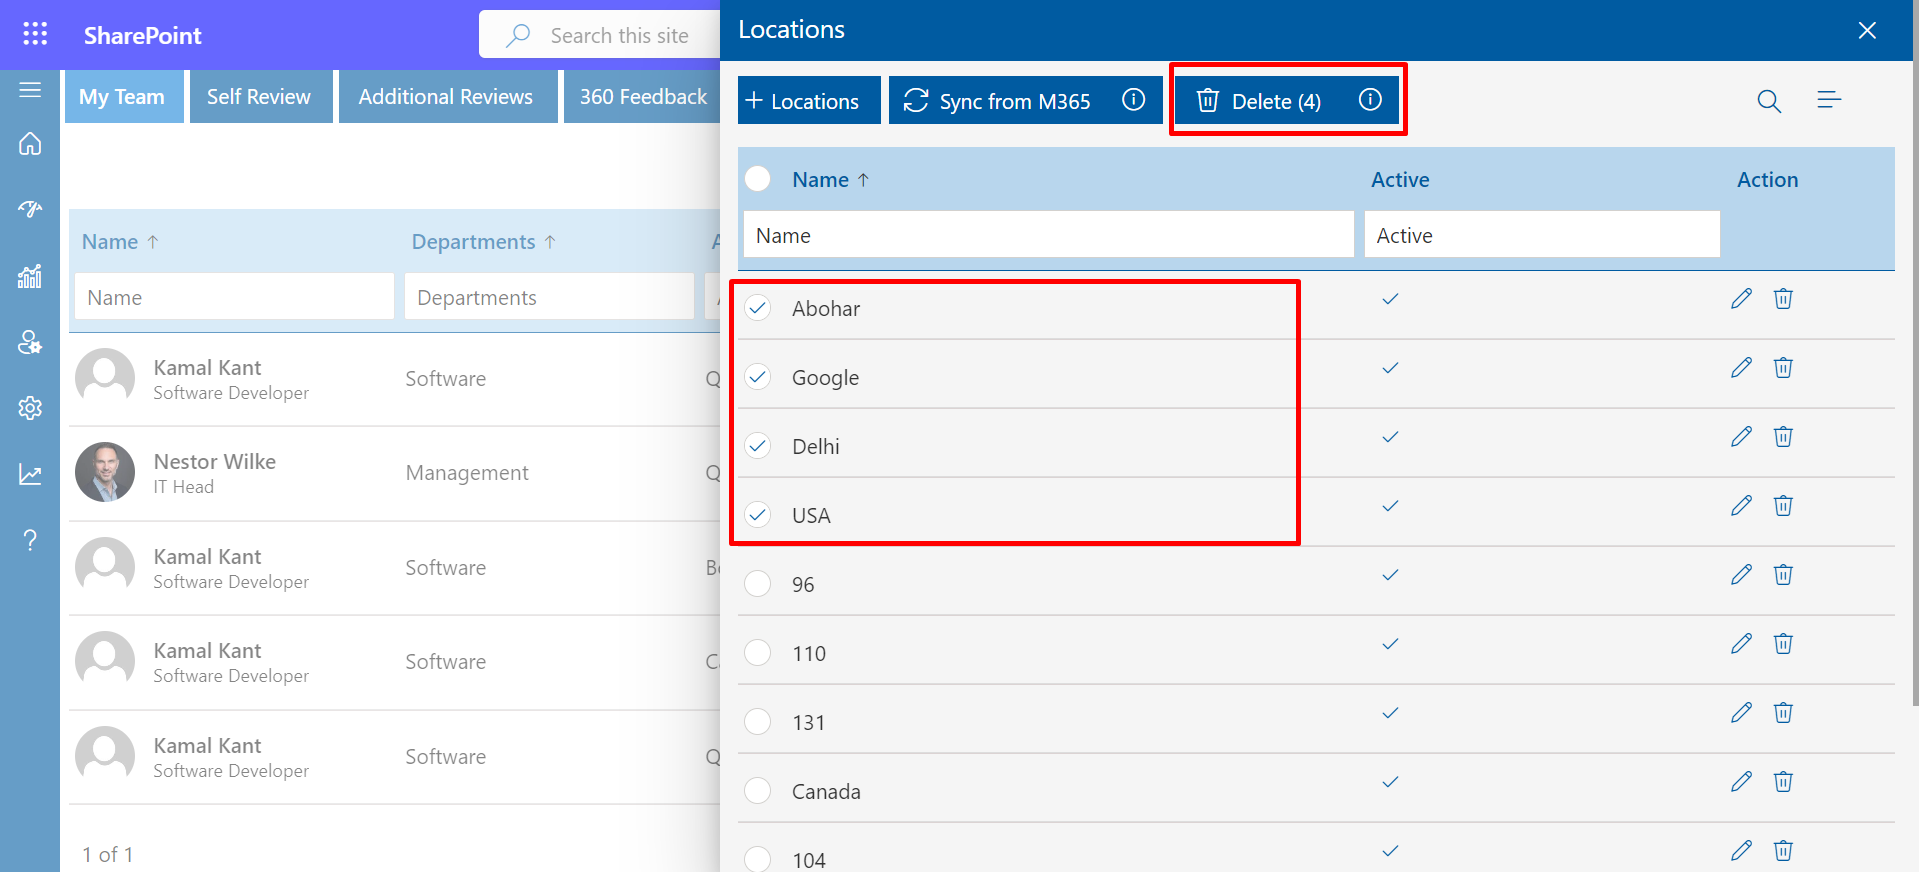 SharePoint
Search this site
My Team
Self Review
Additional Reviews
360 Feedback
Name ↑
Departments ↑
A
Name
Departments
Kamal Kant
Software Developer
Software
Q
Nestor Wilke
IT Head
Management
Q
Kamal Kant
Software Developer
Software
Kamal Kant
Software Developer
Software
Kamal Kant
Software Developer
Software
Q
1 of 1
Locations
+ Locations
Sync from M365
Delete (4)
Name ↑
Active
Action
Name
Active
Abohar
Google
Delhi
USA
96
110
131
Canada
104